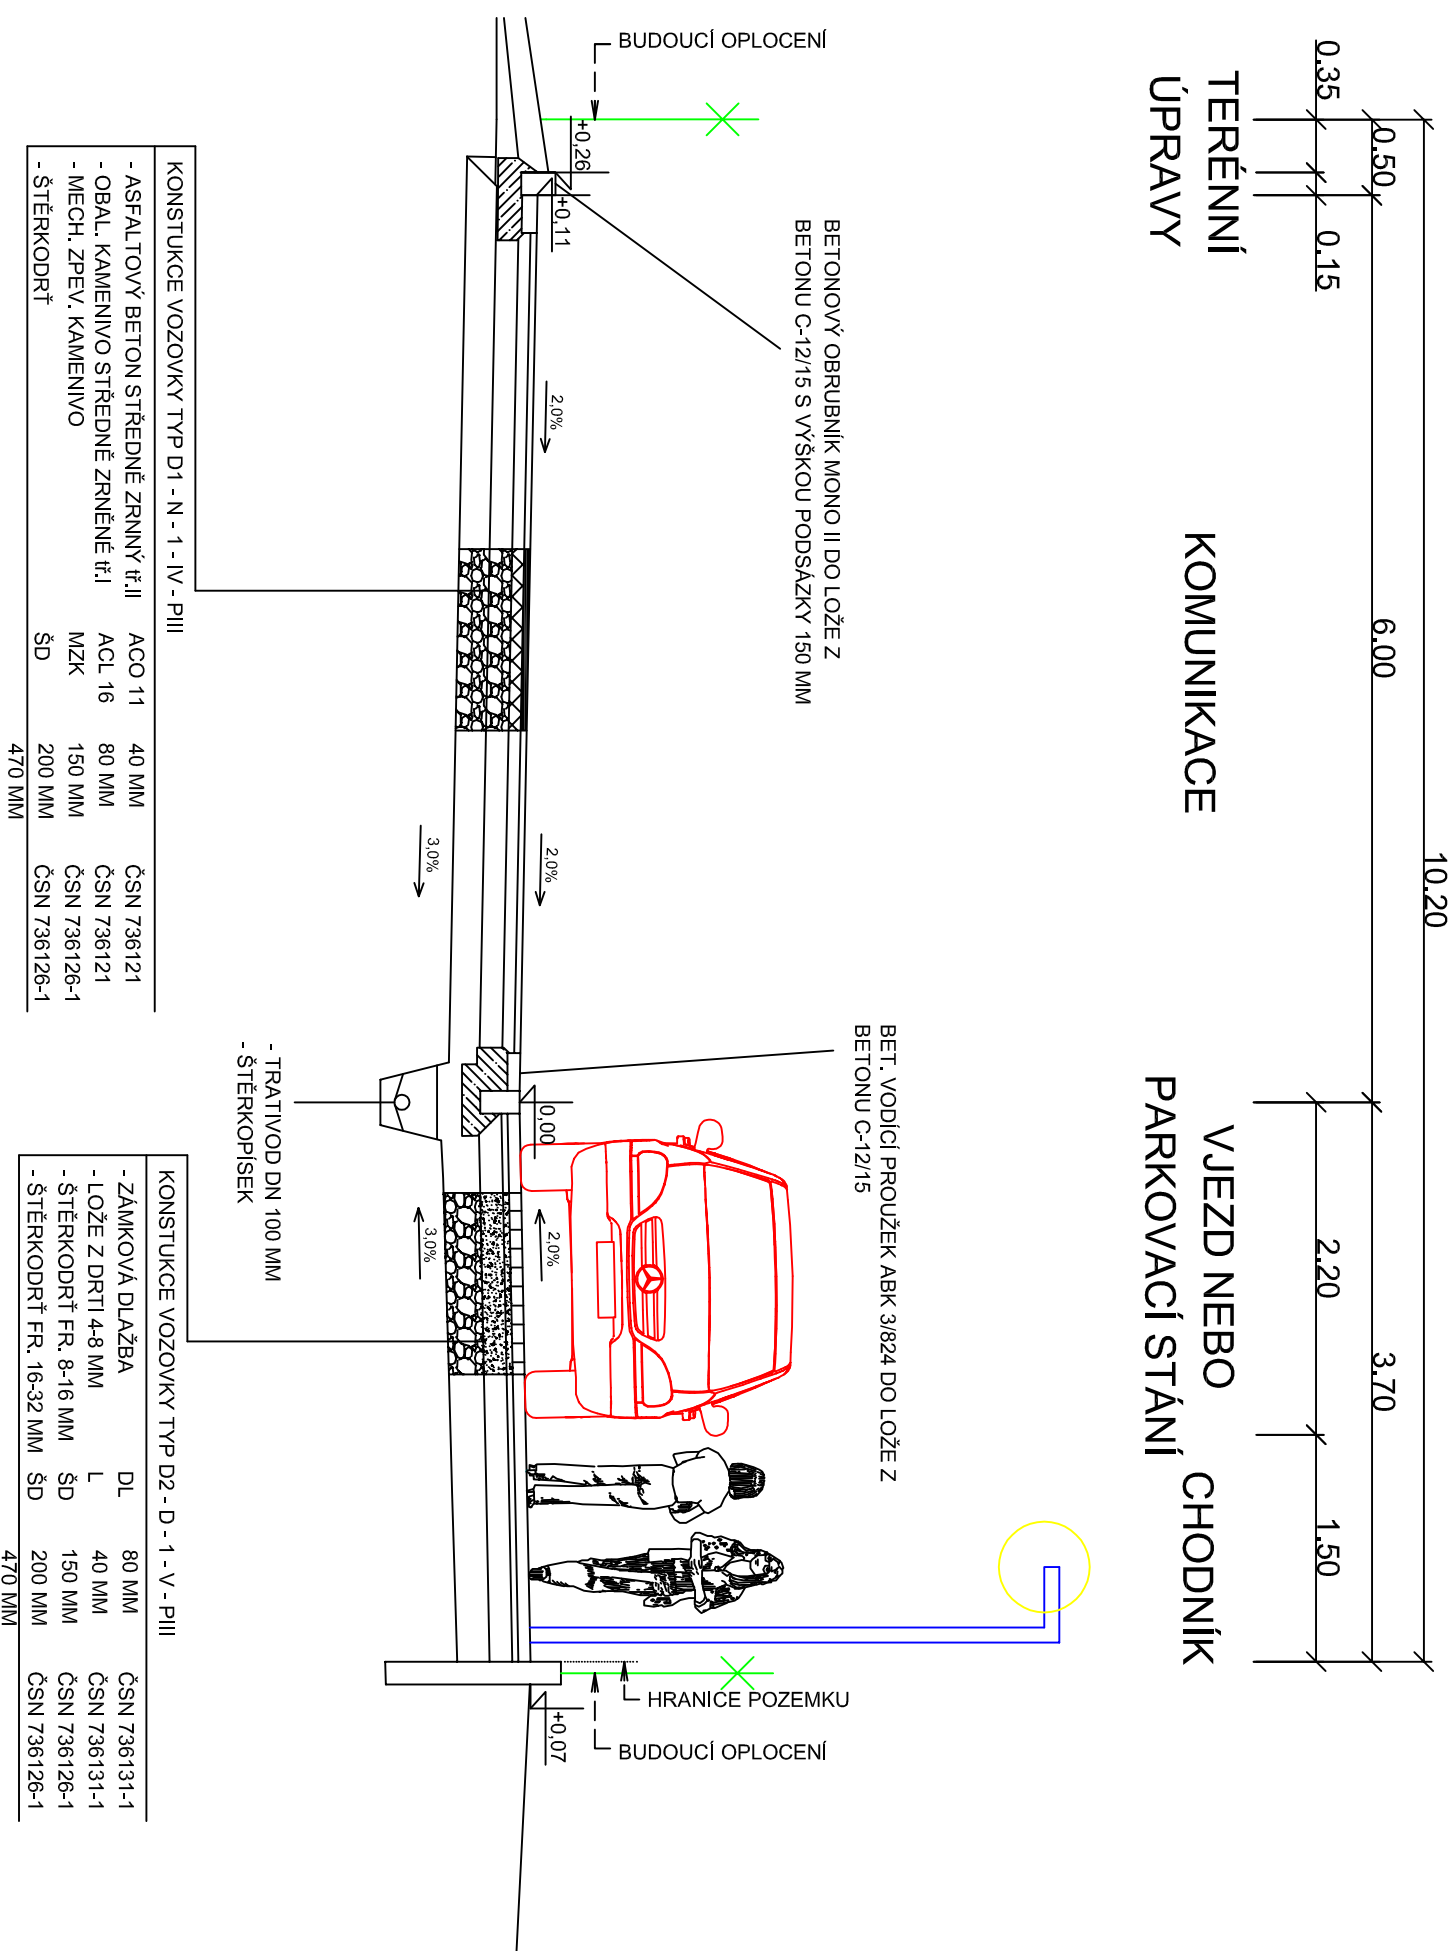 10.20
0.50
6.00
3.70
0.35
0.15
2.20
1.50
TERÉNNÍ
ÚPRAVY
KOMUNIKACE
VJEZD NEBO
PARKOVACÍ STÁNÍ
CHODNÍK
BETONOVÝ OBRUBNÍK MONO II DO LOŽE Z
BETONU C-12/15 S VÝŠKOU PODSÁZKY 150 MM
BET. VODÍCÍ PROUŽEK ABK 3/824 DO LOŽE Z
BETONU C-12/15
BUDOUCÍ OPLOCENÍ
HRANICE POZEMKU
BUDOUCÍ OPLOCENÍ
+0,26
+0,11
0,00
+0,07
2,0%
2,0%
2,0%
3,0%
3,0%
- TRATIVOD DN 100 MM
- ŠTĚRKOPÍSEK
KONSTUKCE VOZOVKY TYP D1 - N - 1 - IV - PIII
- ASFALTOVÝ BETON STŘEDNĚ ZRNNÝ tř.II ACO 11 40 MM ČSN 736121
- OBAL. KAMENIVO STŘEDNĚ ZRNĚNÉ tř.I ACL 16 80 MM ČSN 736121
- MECH. ZPEV. KAMENIVO MZK 150 MM ČSN 736126-1
- ŠTĚRKODRŤ ŠD 200 MM ČSN 736126-1
470 MM
KONSTUKCE VOZOVKY TYP D2 - D - 1 - V - PIII
- ZÁMKOVÁ DLAŽBA DL 80 MM ČSN 736131-1
- LOŽE Z DRTI 4-8 MM L 40 MM ČSN 736131-1
- ŠTĚRKODRŤ FR. 8-16 MM ŠD 150 MM ČSN 736126-1
- ŠTĚRKODRŤ FR. 16-32 MM ŠD 200 MM ČSN 736126-1
470 MM